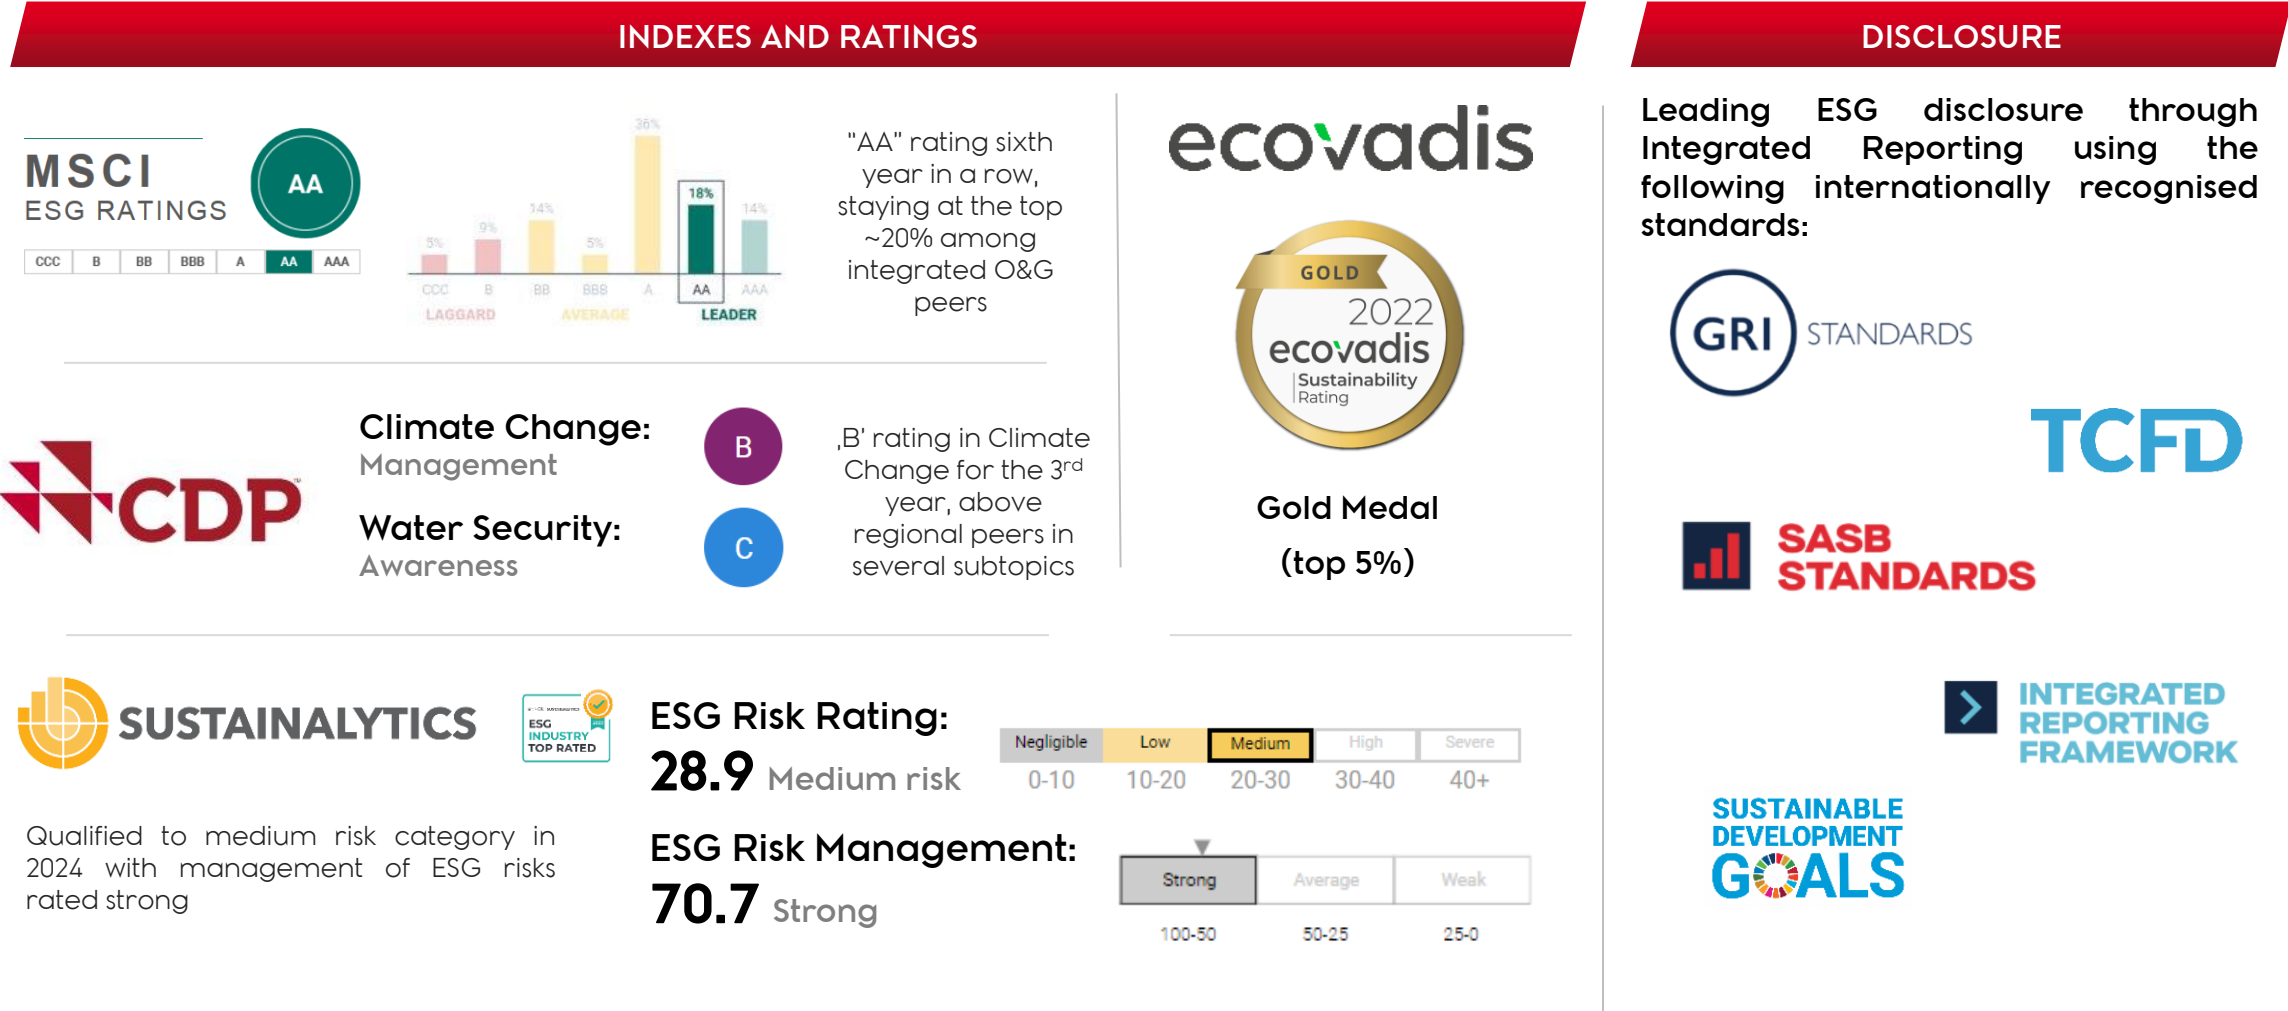 INDEXES AND RATINGS
MSCI
ESG RATINGS
AA
CCC B BB BBB A AA AAA
5% 9% 14% 5% 36% 18% 14%
CCC B BB BBB A AA AAA
LAGGARD AVERAGE LEADER
"AA" rating sixth
year in a row,
staying at the top
~20% among
integrated O&G
peers
CDP
Climate Change:
Management
B
Water Security:
Awareness
C
‚B' rating in Climate
Change for the 3rd
year, above
regional peers in
several subtopics
ecovadis
GOLD
2022
ecovadis
Sustainability
Rating
Gold Medal
(top 5%)
SUSTAINALYTICS
ESG
INDUSTRY
TOP RATED
Qualified to medium risk category in
2024 with management of ESG risks
rated strong
ESG Risk Rating:
28.9 Medium risk
Negligible Low Medium High Severe
0-10 10-20 20-30 30-40 40+
ESG Risk Management:
70.7 Strong
Strong Average Weak
100-50 50-25 25-0
DISCLOSURE
Leading ESG disclosure through
Integrated Reporting using the
following internationally recognised
standards:
GRI STANDARDS
TCFD
SASB
STANDARDS
INTEGRATED
REPORTING
FRAMEWORK
SUSTAINABLE
DEVELOPMENT
GOALS